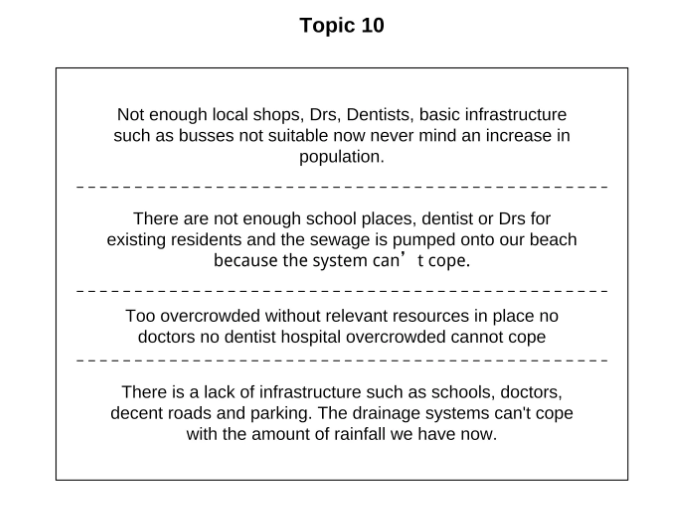 Topic 10
Not enough local shops, Drs, Dentists, basic infrastructure
such as busses not suitable now never mind an increase in
population.
There are not enough school places, dentist or Drs for
existing residents and the sewage is pumped onto our beach
because the system can’t cope.
Too overcrowded without relevant resources in place no
doctors no dentist hospital overcrowded cannot cope
There is a lack of infrastructure such as schools, doctors,
decent roads and parking. The drainage systems can't cope
with the amount of rainfall we have now.